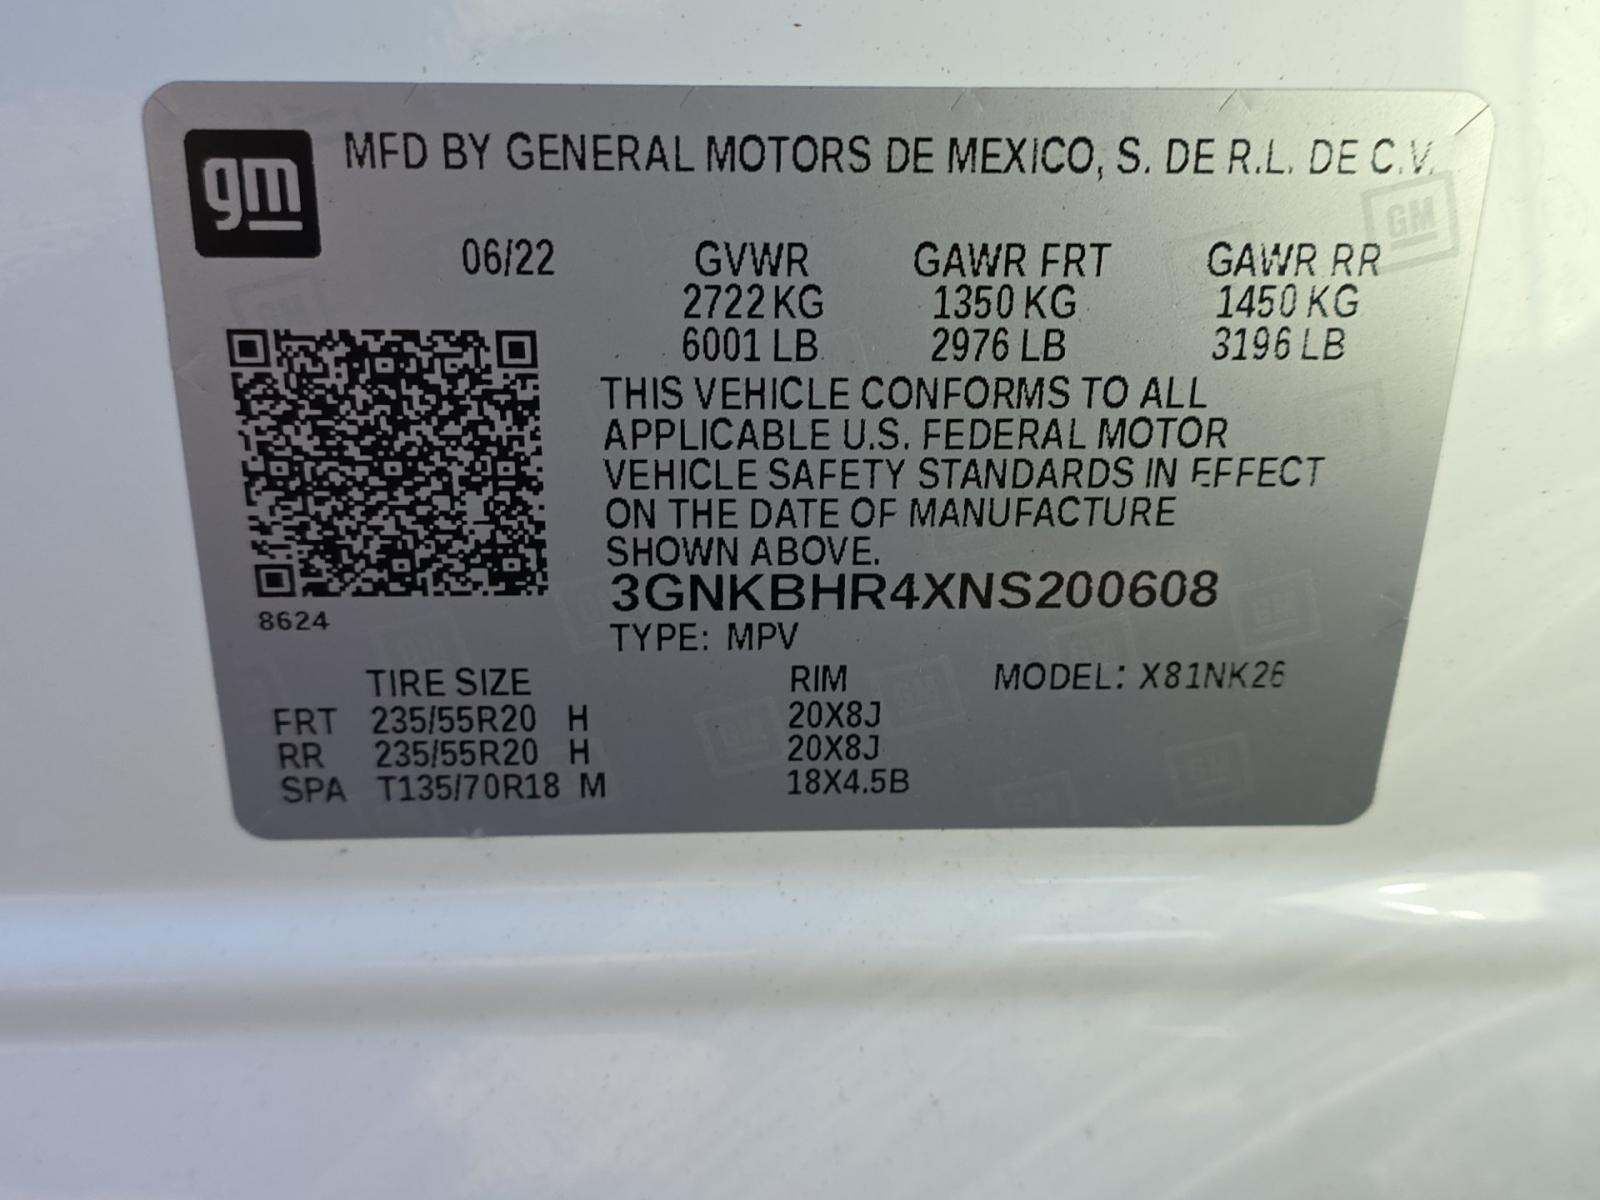 gm
MFD BY GENERAL MOTORS DE MEXICO, S. DE R.L. DE C.V.
GM
06/22 GVWR GAWR FRT GAWR RR
2722 KG 1350 KG 1450 KG
6001 LB 2976 LB 3196 LB
THIS VEHICLE CONFORMS TO ALL
APPLICABLE U.S. FEDERAL MOTOR
VEHICLE SAFETY STANDARDS IN EFFECT
ON THE DATE OF MANUFACTURE
SHOWN ABOVE.
3GNKBHR4XNS200608
8624
TYPE: MPV
TIRE SIZE RIM MODEL: X81NK26
FRT 235/55R20 H 20X8J
RR 235/55R20 H 20X8J
SPA T135/70R18 M 18X4.5B